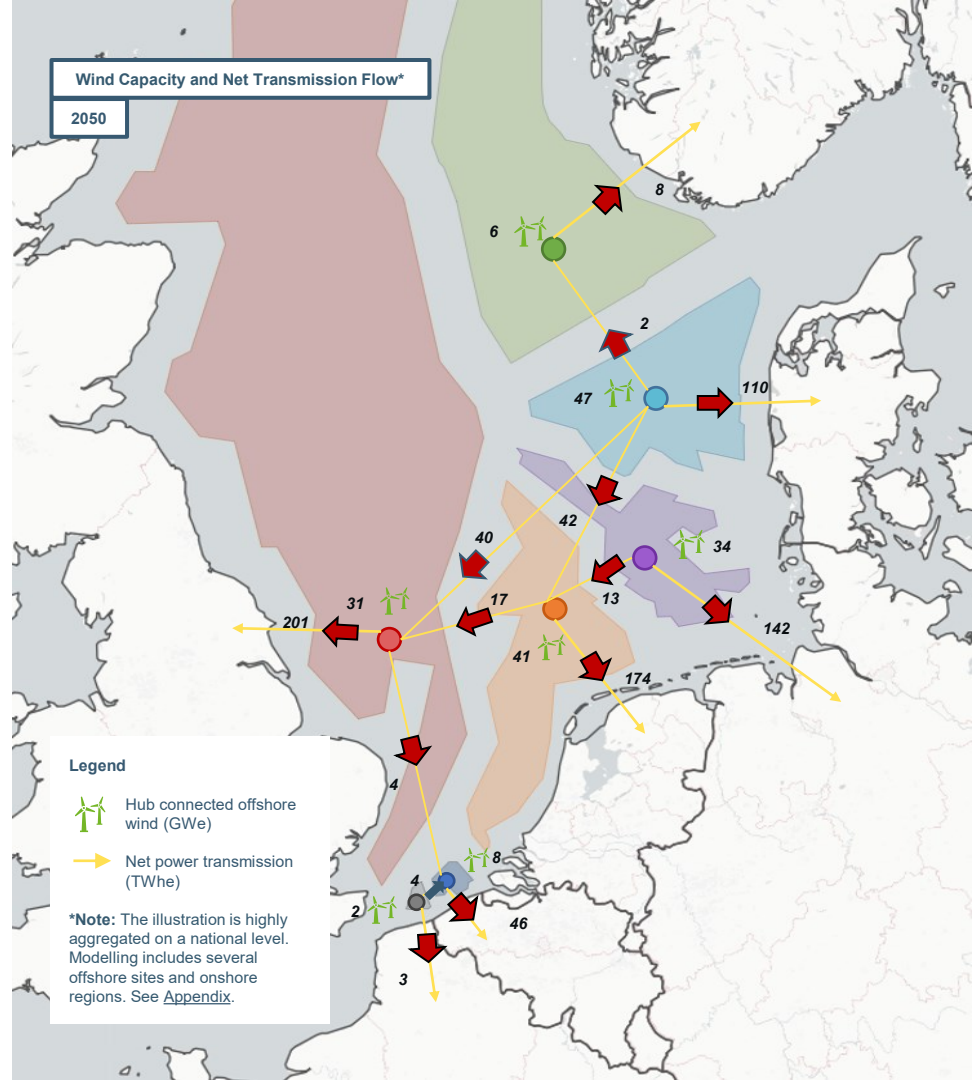 Wind Capacity and Net Transmission Flow*
2050
8
6
2
47
110
42
40
34
13
17
31
201
41
142
174
4
8
4
2
46
3
Legend
Hub connected offshore
wind (GWe)
Net power transmission
(TWhe)
*Note: The illustration is highly
aggregated on a national level.
Modelling includes several
offshore sites and onshore
regions. See Appendix.